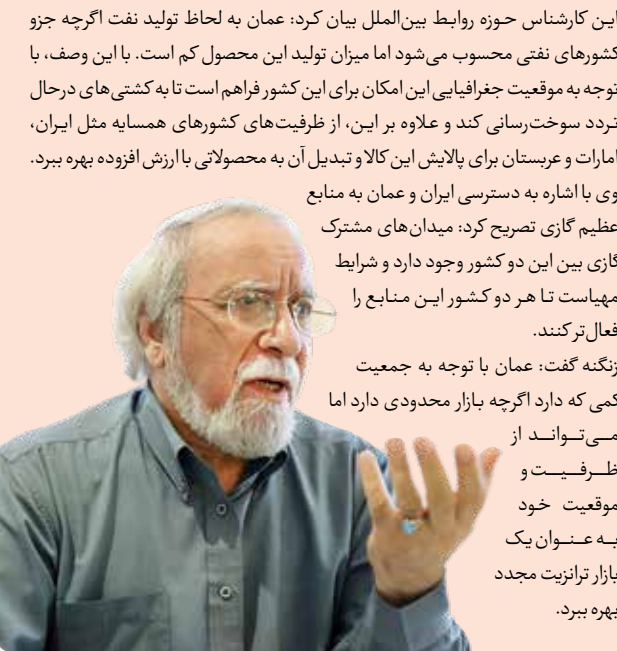 این کارشناس حوزه روابط بین‌الملل بیان کرد: عمان به لحاظ تولید نفت اگرچه جزو
کشورهای نفتی محسوب می‌شود اما میزان تولید این محصول کم است. با این وصف، با
توجه به موقعیت جغرافیایی این امکان برای این کشور فراهم است تا به کشتی‌های درحال
تردد سوخت‌رسانی کند و علاوه بر این، از ظرفیت‌های کشورهای همسایه مثل ایران،
امارات و عربستان برای پالایش این کالا و تبدیل آن به محصولاتی با ارزش افزوده بهره ببرد.
وی با اشاره به دسترسی ایران و عمان به منابع
عظیم گازی تصریح کرد: میدان‌های مشترک
گازی بین این دو کشور وجود دارد و شرایط
مهیاست تا هر دو کشور این منابع را
فعال‌تر کنند.
زنگنه گفت: عمان با توجه به جمعیت
کمی که دارد اگرچه بازار محدودی دارد اما
می‌تواند از
ظرفیت و
موقعیت خود
به عنوان یک
بازار ترانزیت مجدد
بهره ببرد.